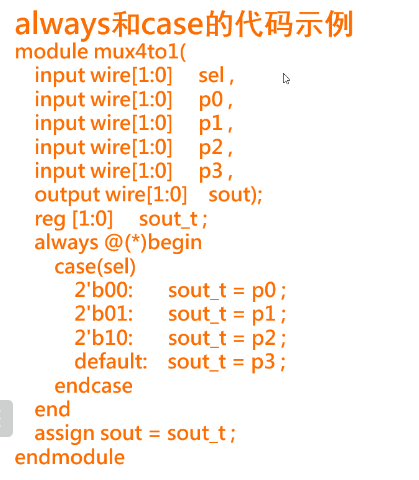 always和case的代码示例
module mux4to1(
input wire[1:0] sel ,
input wire[1:0] p0 ,
input wire[1:0] p1 ,
input wire[1:0] p2 ,
input wire[1:0] p3 ,
output wire[1:0] sout);
reg [1:0] sout_t ;
always @(*)begin
case(sel)
2'b00: sout_t = p0 ;
2'b01: sout_t = p1 ;
2'b10: sout_t = p2 ;
default: sout_t = p3 ;
endcase
end
assign sout = sout_t ;
endmodule